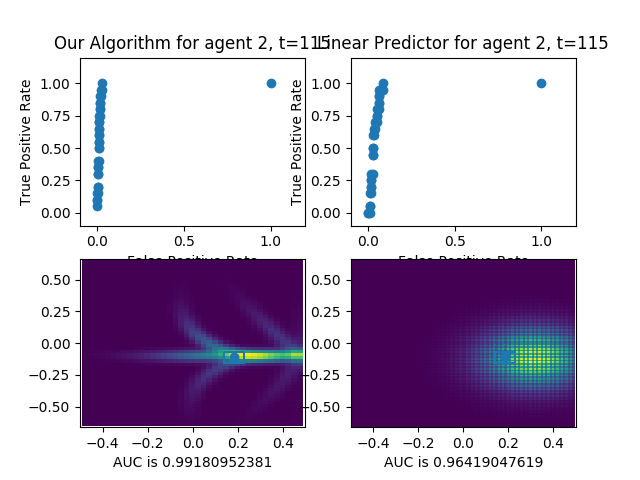 Our Algorithm for agent 2, t=115
Linear Predictor for agent 2, t=115
True Positive Rate
1.00
0.75
0.50
0.25
0.00
0.0 0.5 1.0
False Positive Rate
True Positive Rate
1.00
0.75
0.50
0.25
0.00
0.0 0.5 1.0
False Positive Rate
0.50
0.25
0.00
−0.25
−0.50
−0.4 −0.2 0.0 0.2 0.4
AUC is 0.99180952381
0.50
0.25
0.00
−0.25
−0.50
−0.4 −0.2 0.0 0.2 0.4
AUC is 0.96419047619